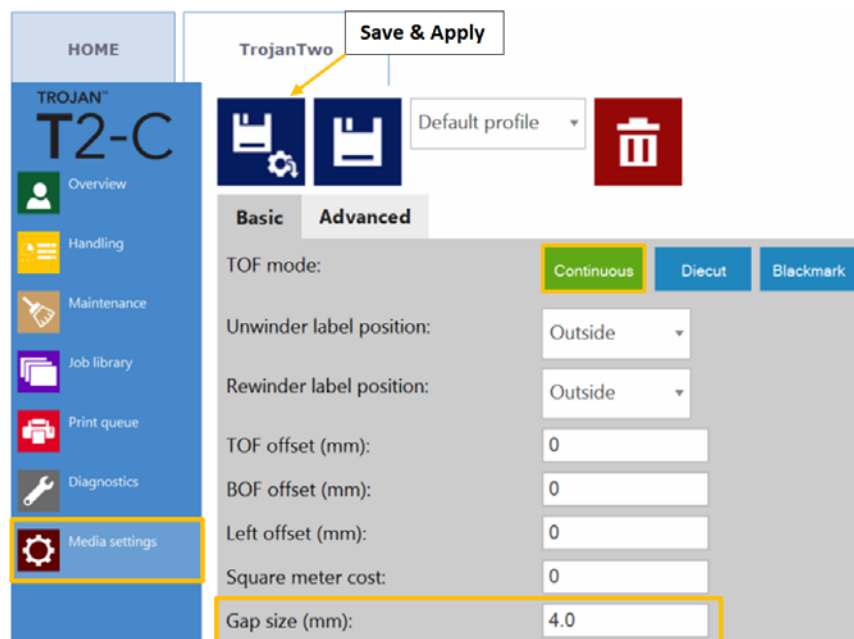 Save & Apply
HOME
TrojanTwo
TROJAN™
T2-C
Default profile
Overview
Handling
Maintenance
Job library
Print queue
Diagnostics
Media settings
Basic
Advanced
TOF mode:
Continuous
Diecut
Blackmark
Unwinder label position:
Outside
Rewinder label position:
Outside
TOF offset (mm):
0
BOF offset (mm):
0
Left offset (mm):
0
Square meter cost:
0
Gap size (mm):
4.0